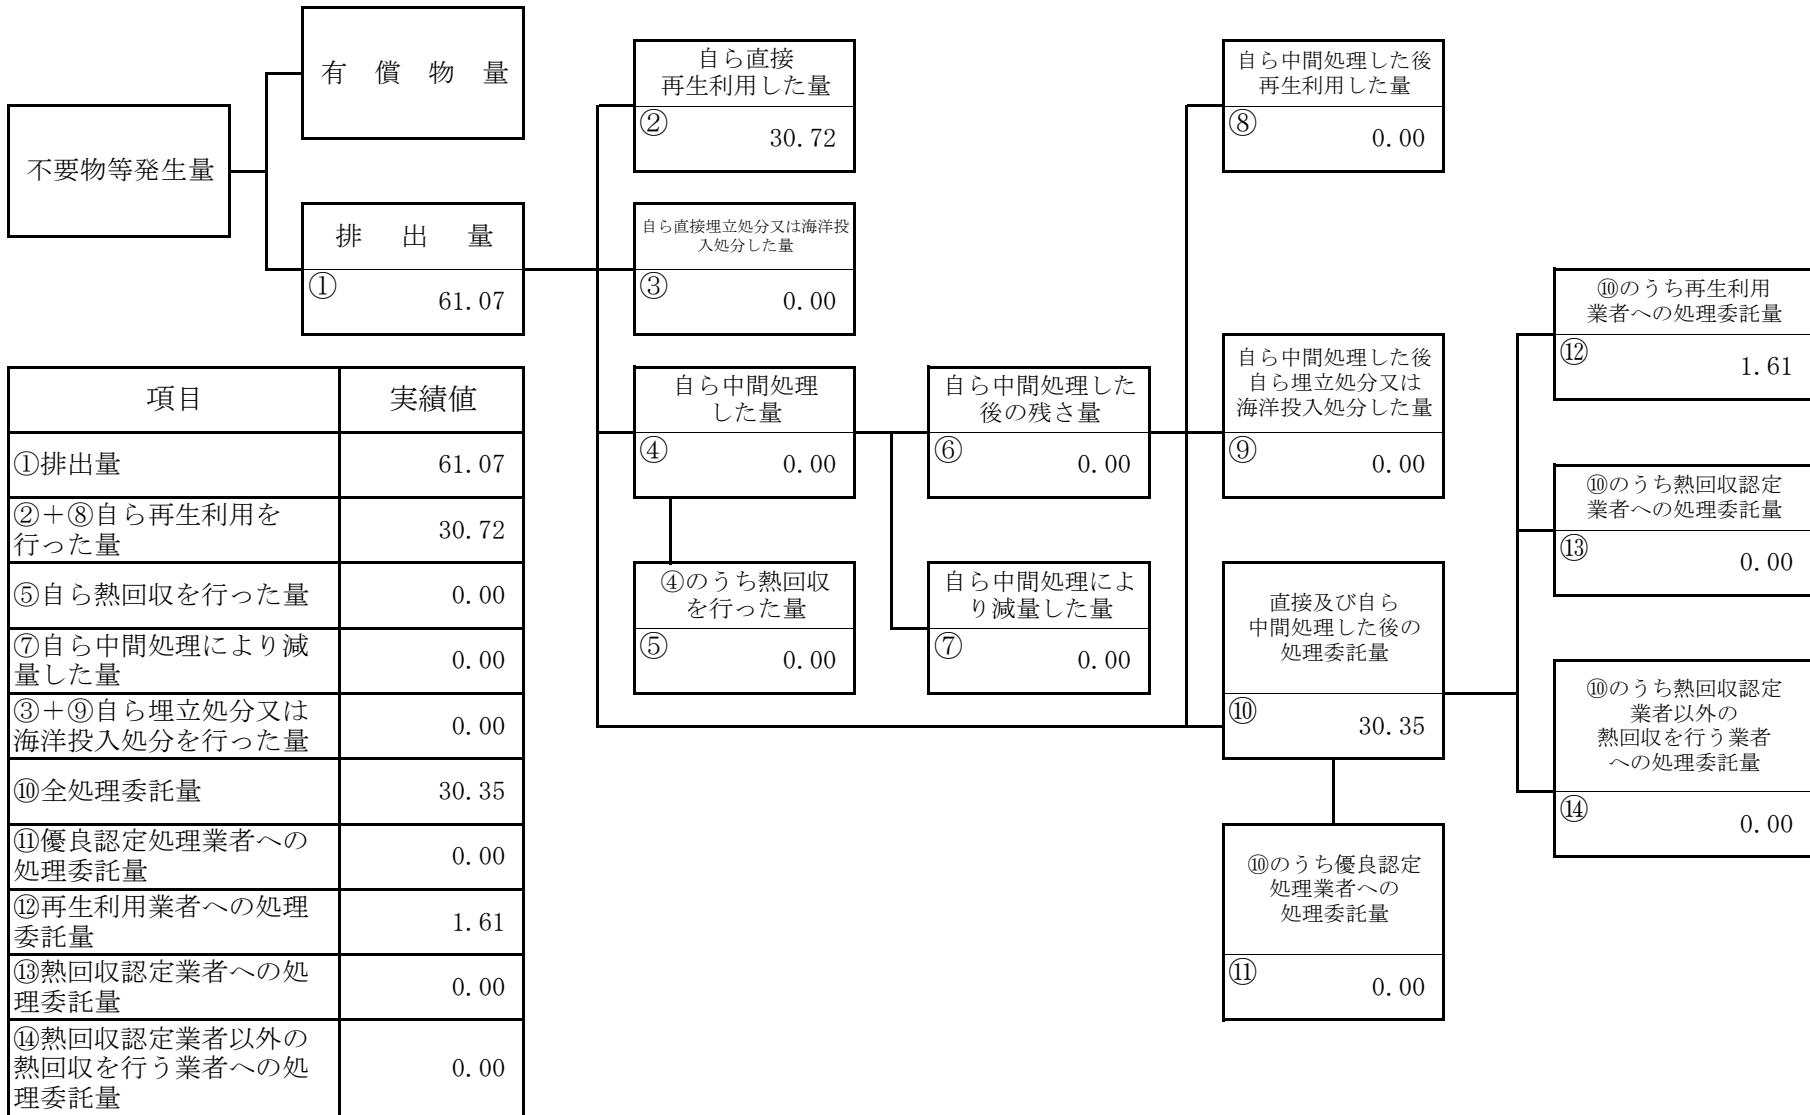 有 償 物 量
不要物等発生量
排 出 量
①
61.07
自ら直接
再生利用した量
②
30.72
自ら直接埋立処分又は海洋投
入処分した量
③
0.00
自ら中間処理
した量
④
0.00
④のうち熱回収
を行った量
⑤
0.00
自ら中間処理した
後の残さ量
⑥
0.00
自ら中間処理によ
り減量した量
⑦
0.00
自ら中間処理した後
再生利用した量
⑧
0.00
自ら中間処理した後
自ら埋立処分又は
海洋投入処分した量
⑨
0.00
直接及び自ら
中間処理した後の
処理委託量
⑩
30.35
⑩のうち優良認定
処理業者への
処理委託量
⑪
0.00
⑩のうち再生利用
業者への処理委託量
⑫
1.61
⑩のうち熱回収認定
業者への処理委託量
⑬
0.00
⑩のうち熱回収認定
業者以外の
熱回収を行う業者
への処理委託量
⑭
0.00
項目 実績値
①排出量 61.07
②+⑧自ら再生利用を
行った量 30.72
⑤自ら熱回収を行った量 0.00
⑦自ら中間処理により減
量した量 0.00
③+⑨自ら埋立処分又は
海洋投入処分を行った量 0.00
⑩全処理委託量 30.35
⑪優良認定処理業者への
処理委託量 0.00
⑫再生利用業者への処理
委託量 1.61
⑬熱回収認定業者への処
理委託量 0.00
⑭熱回収認定業者以外の
熱回収を行う業者への処
理委託量 0.00